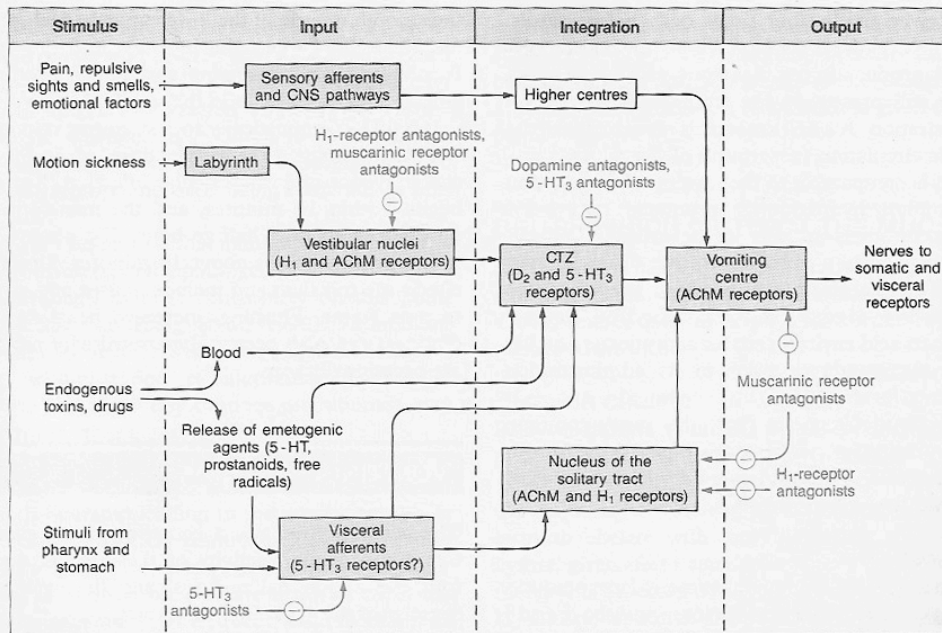 Stimulus
Input
Integration
Output
Pain, repulsive
sights and smells,
emotional factors
Sensory afferents
and CNS pathways
Higher centres
H₁-receptor antagonists,
muscarinic receptor
antagonists
Motion sickness
Labyrinth
Dopamine antagonists,
5-HT₃ antagonists
Vestibular nuclei
(H₁ and AChM receptors)
CTZ
(D₂ and 5-HT₃
receptors)
Vomiting
centre
(AChM receptors)
Nerves to
somatic and
visceral
receptors
Blood
Endogenous
toxins, drugs
Release of emetogenic
agents (5-HT,
prostanoids, free
radicals)
Muscarinic receptor
antagonists
Nucleus of the
solitary tract
(AChM and H₁ receptors)
H₁-receptor
antagonists
Stimuli from
pharynx and
stomach
Visceral
afferents
(5-HT₃ receptors?)
5-HT3
antagonists